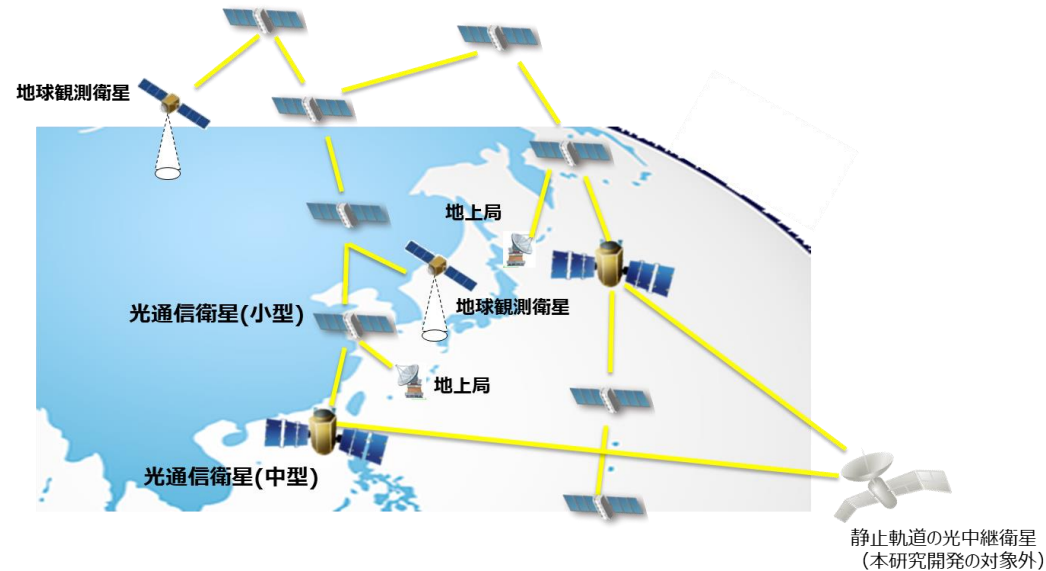 地球観測衛星
地上局
地球観測衛星
光通信衛星(小型)
地上局
光通信衛星(中型)
静止軌道の光中継衛星
（本研究開発の対象外）